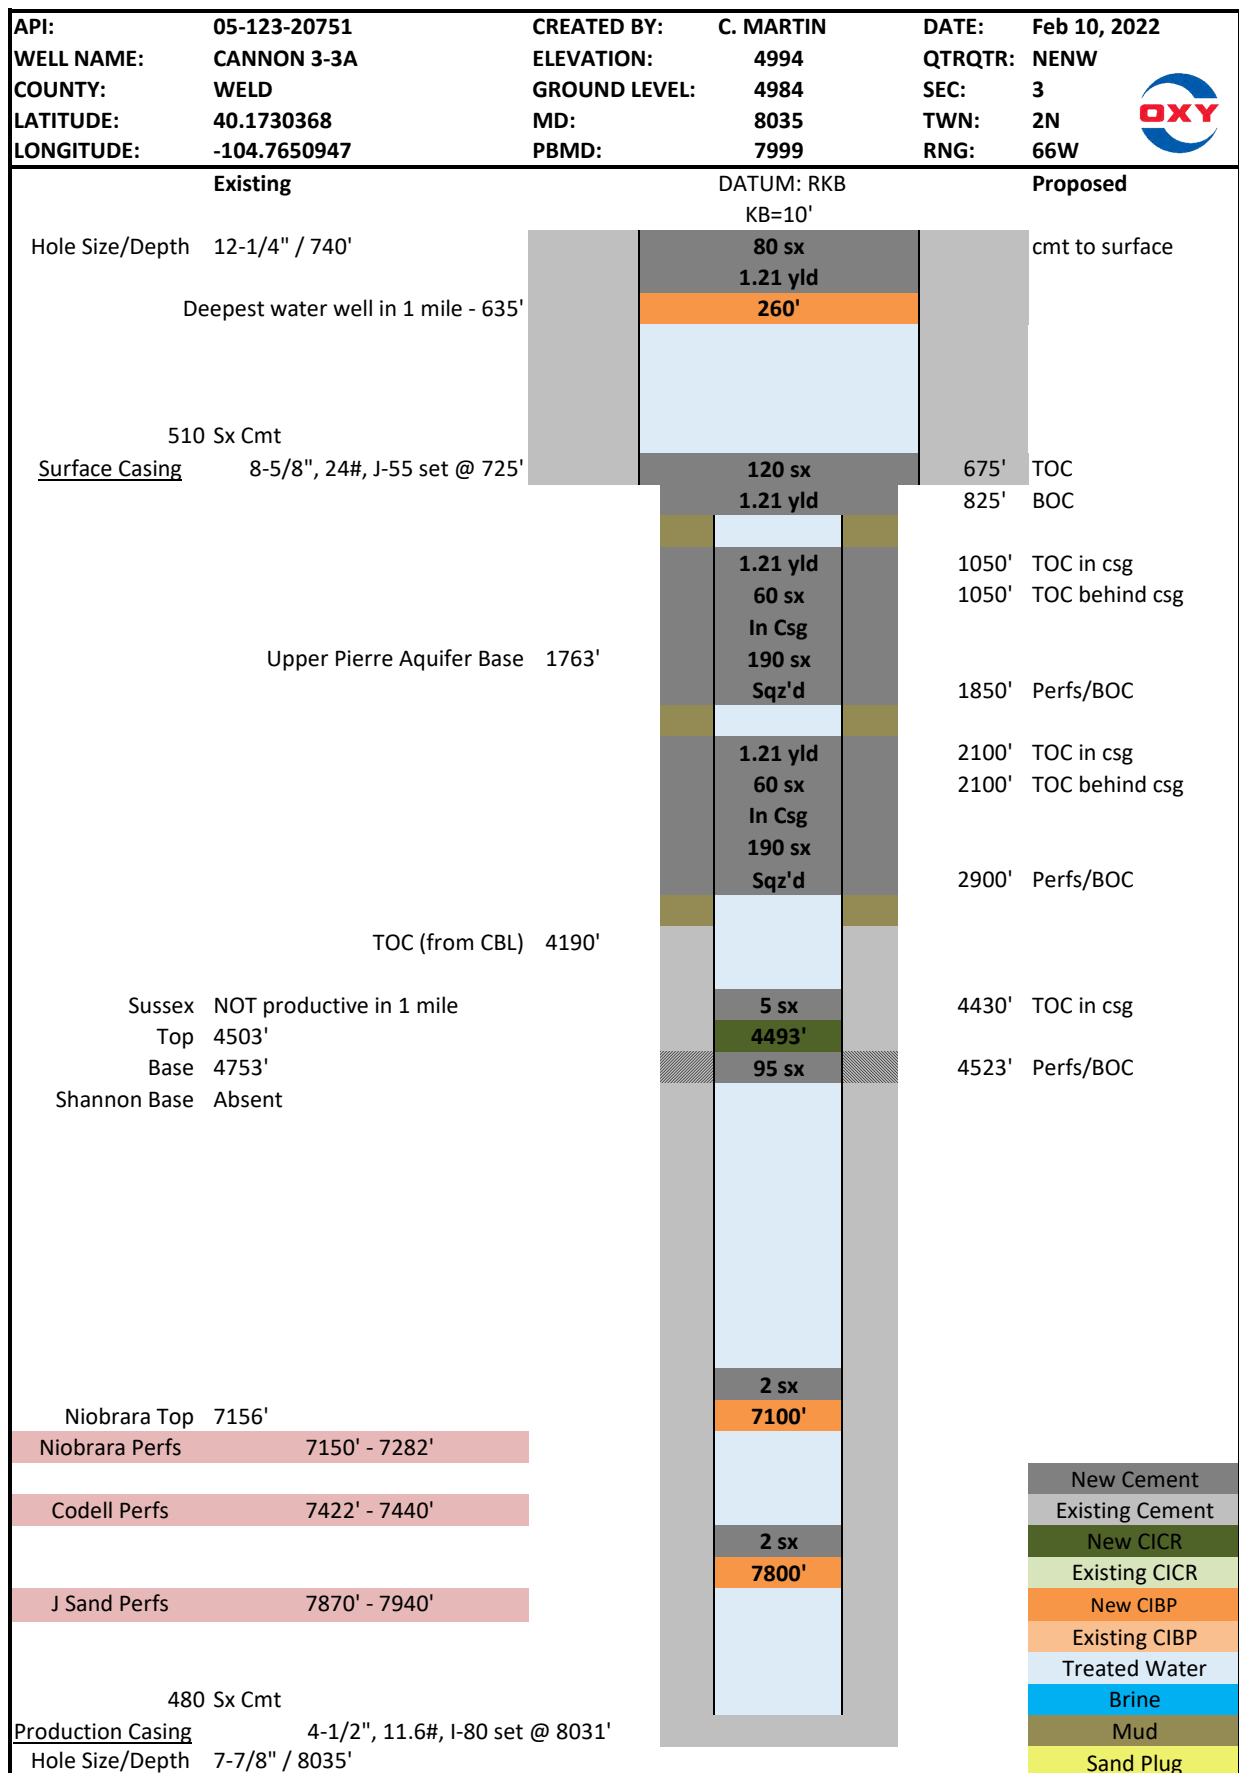 API: 05-123-20751 CREATED BY: C. MARTIN DATE: Feb 10, 2022
WELL NAME: CANNON 3-3A ELEVATION: 4994 QTRQTR: NENW
COUNTY: WELD GROUND LEVEL: 4984 SEC: 3
LATITUDE: 40.1730368 MD: 8035 TWN: 2N
LONGITUDE: -104.7650947 PBMD: 7999 RNG: 66W
OXY
Existing DATUM: RKB Proposed
KB=10'
Hole Size/Depth 12-1/4" / 740' 80 sx cmt to surface
1.21 yld
Deepest water well in 1 mile - 635' 260'
510 Sx Cmt
Surface Casing 8-5/8", 24#, J-55 set @ 725' 120 sx 675' TOC
1.21 yld 825' BOC
1.21 yld 1050' TOC in csg
60 sx 1050' TOC behind csg
In Csg
Upper Pierre Aquifer Base 1763' 190 sx
Sqz'd 1850' Perfs/BOC
1.21 yld 2100' TOC in csg
60 sx 2100' TOC behind csg
In Csg
190 sx
Sqz'd 2900' Perfs/BOC
TOC (from CBL) 4190'
Sussex NOT productive in 1 mile 5 sx 4430' TOC in csg
Top 4503' 4493'
Base 4753' 95 sx 4523' Perfs/BOC
Shannon Base Absent
2 sx
Niobrara Top 7156' 7100'
Niobrara Perfs 7150' - 7282'
New Cement
Codell Perfs 7422' - 7440' Existing Cement
2 sx New CICR
7800' Existing CICR
J Sand Perfs 7870' - 7940' New CIBP
Existing CIBP
Treated Water
480 Sx Cmt Brine
Production Casing 4-1/2", 11.6#, I-80 set @ 8031' Mud
Hole Size/Depth 7-7/8" / 8035' Sand Plug